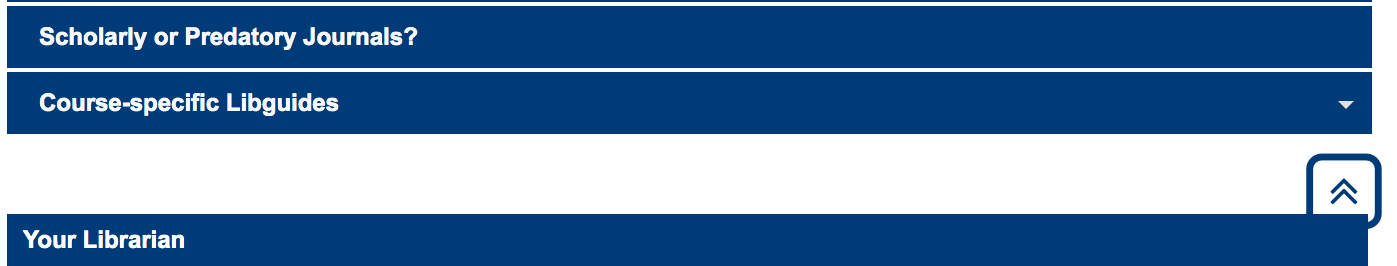 Scholarly or Predatory Journals?
Course-specific Libguides
Your Librarian